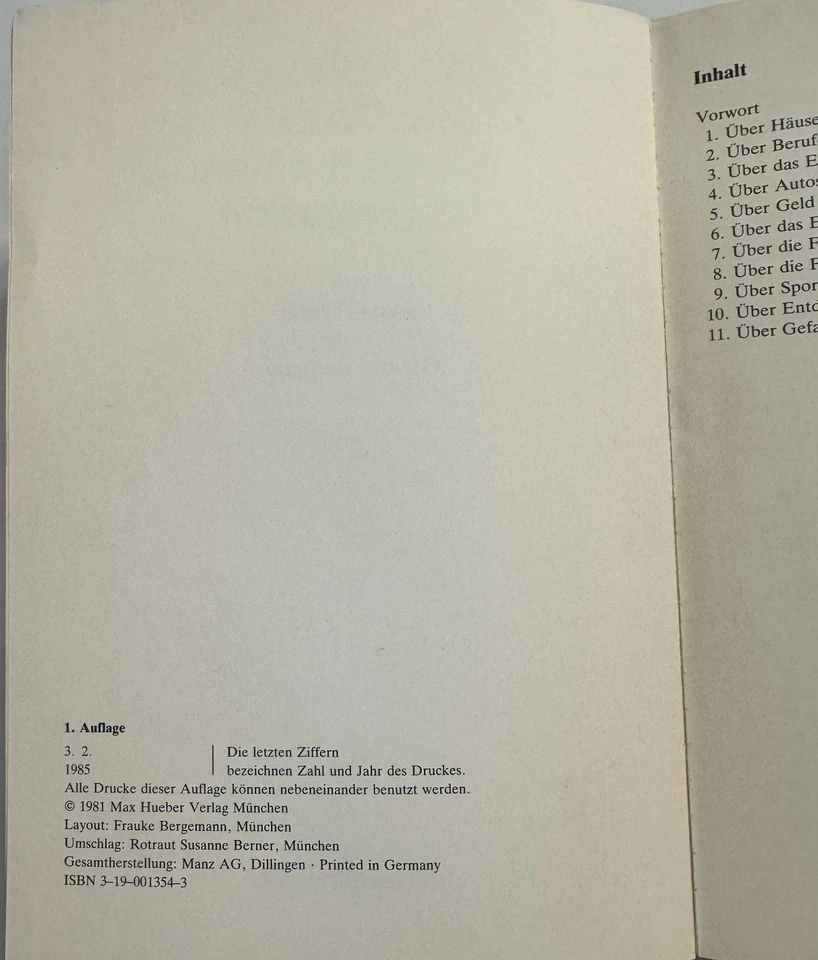 1. Auflage
3. 2. Die letzten Ziffern
1985 bezeichnen Zahl und Jahr des Druckes.
Alle Drucke dieser Auflage können nebeneinander benutzt werden.
© 1981 Max Hueber Verlag München
Layout: Frauke Bergemann, München
Umschlag: Rotraut Susanne Berner, München
Gesamtherstellung: Manz AG, Dillingen · Printed in Germany
ISBN 3–19–001354–3
Inhalt
Vorwort
1. Über
2. Über
3. Über das
4. Über
5. Über Geld
6. Über das
7. Über die
8. Über die
9. Über
10. Über
11. Über